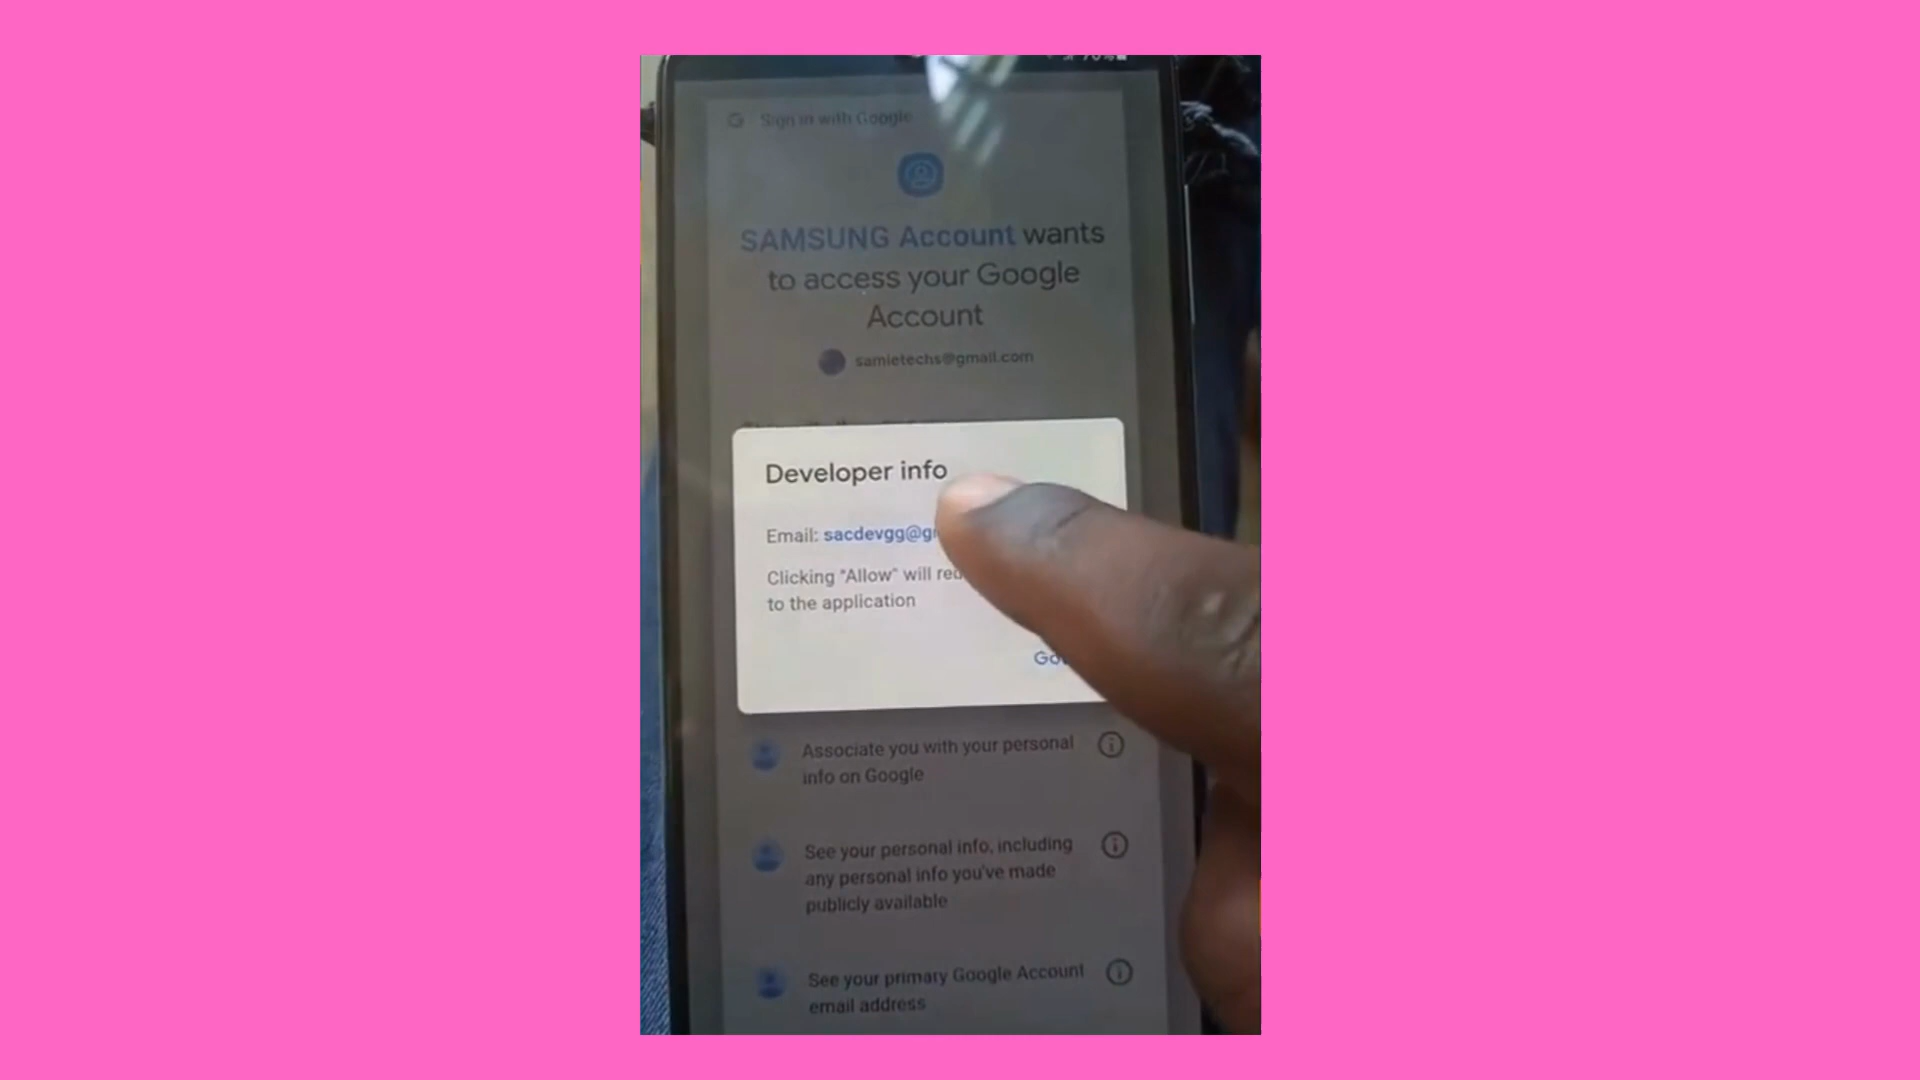 G Sign in with Google
SAMSUNG Account wants
to access your Google
Account
samietechs@gmail.com
Developer info
Email: sacdevgg@g
Clicking "Allow" will
to the application
Associate you with your personal
info on Google
See your personal info, including
any personal info you've made
publicly available
See your primary Google Account
email address